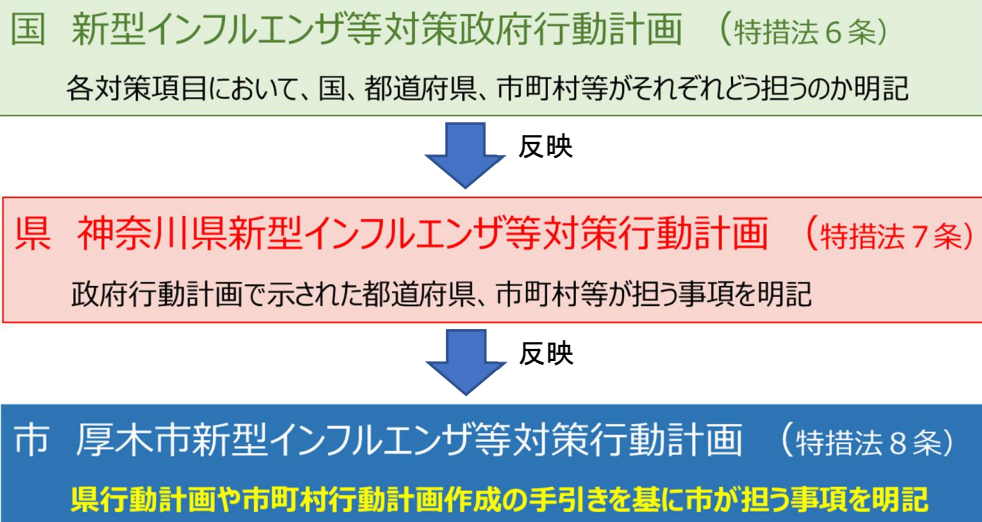 国 新型インフルエンザ等対策政府行動計画 （特措法６条）
各対策項目において、国、都道府県、市町村等がそれぞれどう担うのか明記
反映
県 神奈川県新型インフルエンザ等対策行動計画 （特措法７条）
政府行動計画で示された都道府県、市町村等が担う事項を明記
反映
市 厚木市新型インフルエンザ等対策行動計画 （特措法８条）
県行動計画や市町村行動計画作成の手引きを基に市が担う事項を明記